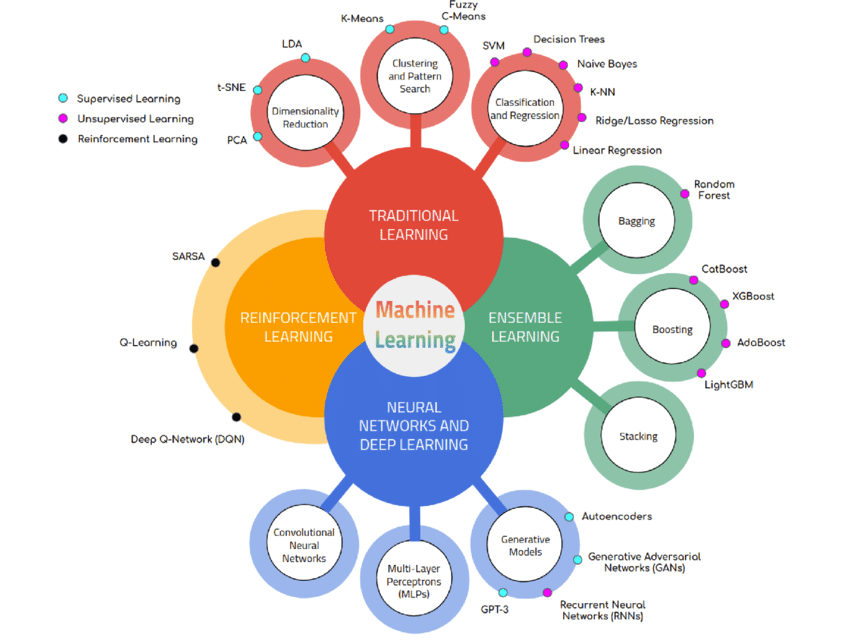 Supervised Learning
Unsupervised Learning
Reinforcement Learning
LDA
t-SNE
PCA
Dimensionality
Reduction
K-Means
Fuzzy
C-Means
Clustering
and Pattern
Search
SVM
Decision Trees
Naive Bayes
K-NN
Ridge/Lasso Regression
Linear Regression
Classification
and Regression
TRADITIONAL
LEARNING
Machine
Learning
REINFORCEMENT
LEARNING
SARSA
Q-Learning
Deep Q-Network (DQN)
ENSEMBLE
LEARNING
Bagging
Random
Forest
Boosting
CatBoost
XGBoost
AdaBoost
LightGBM
Stacking
NEURAL
NETWORKS AND
DEEP LEARNING
Convolutional
Neural
Networks
Multi-Layer
Perceptrons
(MLPs)
Generative
Models
Autoencoders
Generative Adversarial
Networks (GANs)
GPT-3
Recurrent Neural
Networks (RNNs)